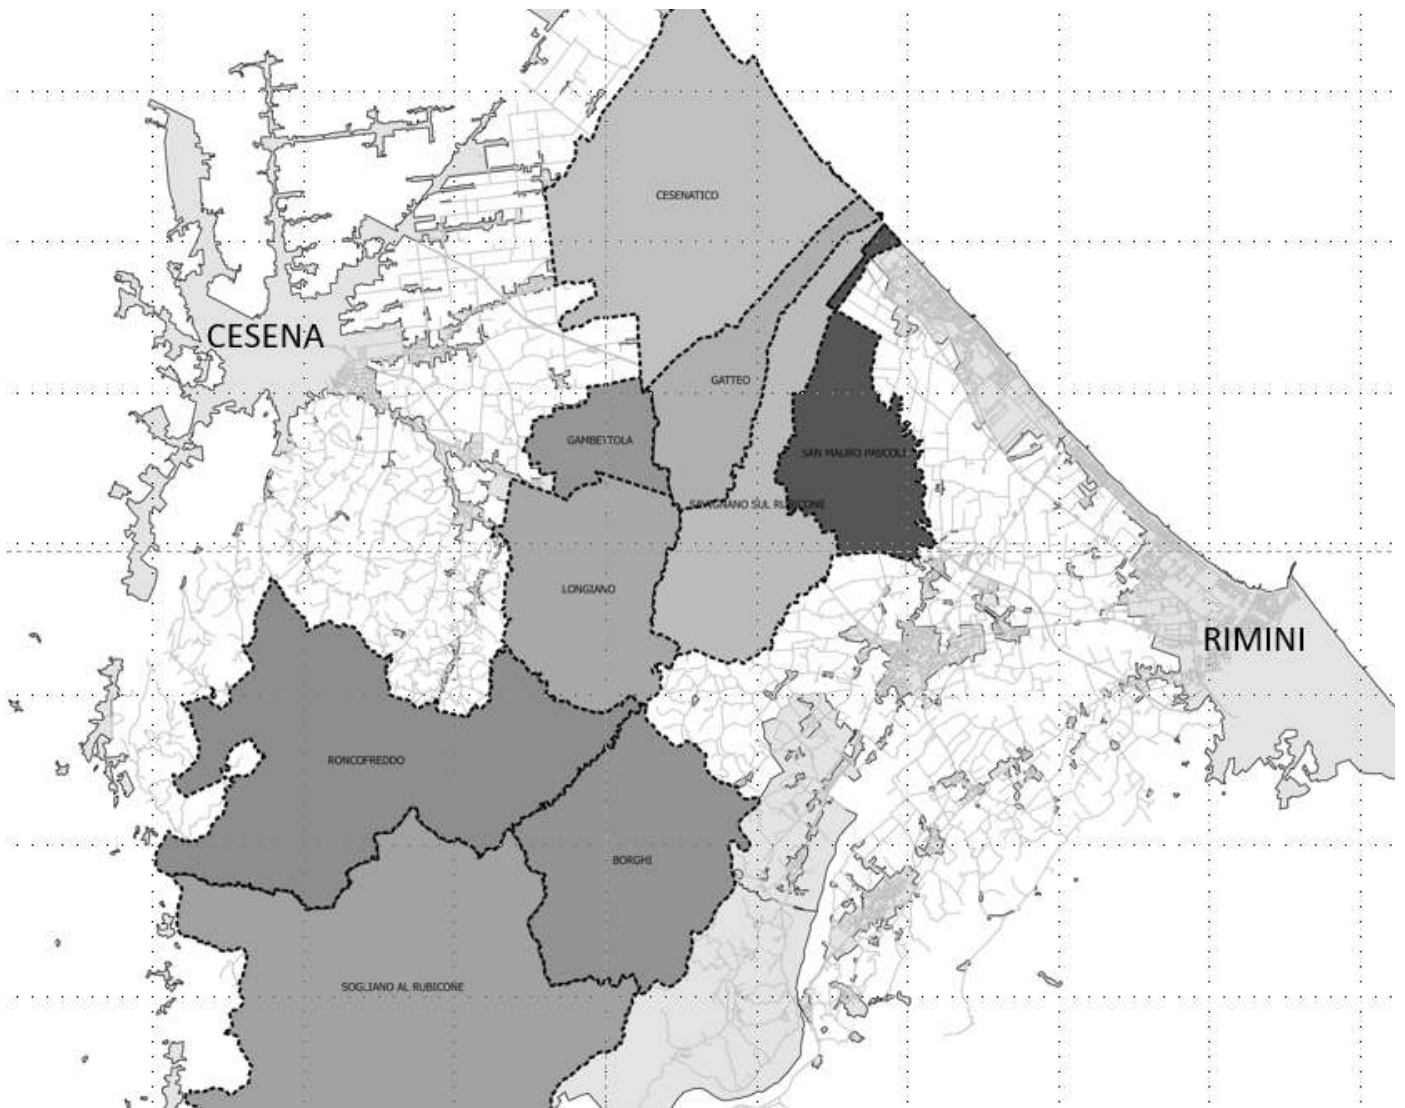 CESENATICO
CESENA
GATTEO
GAMBETTOLA
SAN MAURO PASCOLI
SAVIGNANO SUL RUBICONE
LONGIANO
RIMINI
RONCOFREDDO
BORGHI
SOGLIANO AL RUBICONE